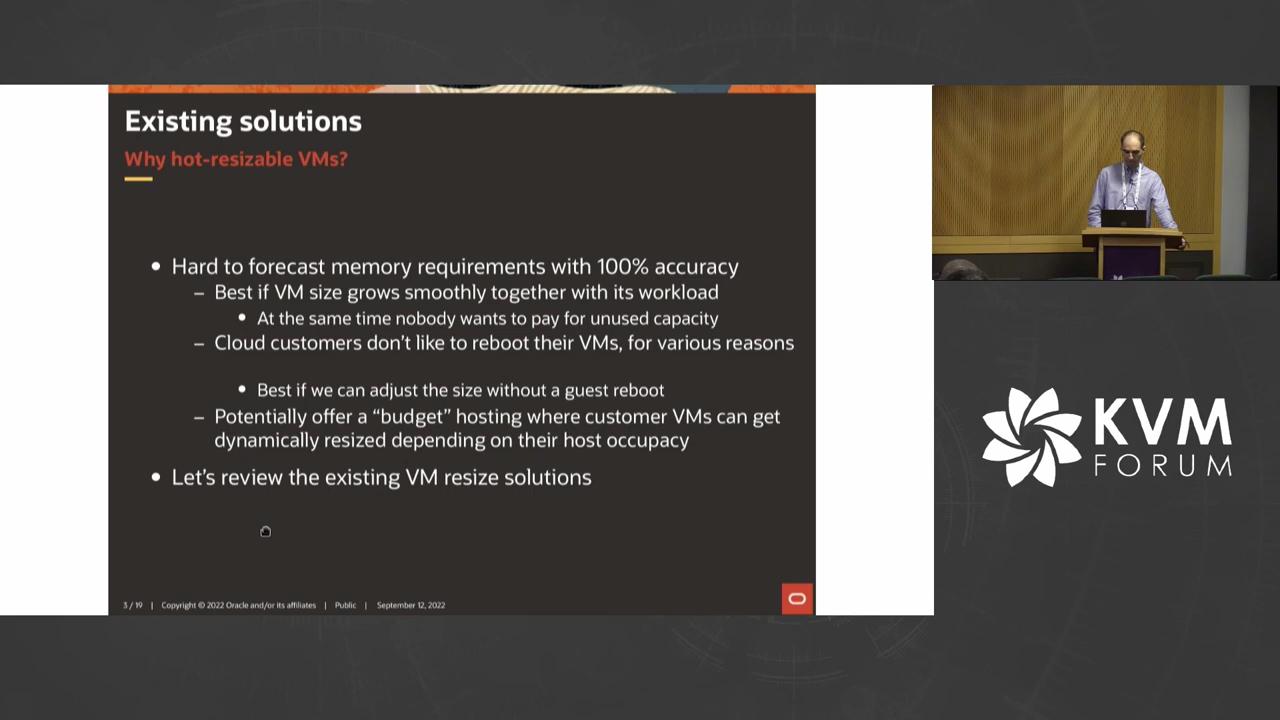 Existing solutions
Why hot-resizable VMs?
• Hard to forecast memory requirements with 100% accuracy
– Best if VM size grows smoothly together with its workload
• At the same time nobody wants to pay for unused capacity
– Cloud customers don't like to reboot their VMs, for various reasons
• Best if we can adjust the size without a guest reboot
– Potentially offer a “budget” hosting where customer VMs can get
dynamically resized depending on their host occupacy
• Let's review the existing VM resize solutions
3 / 19 | Copyright © 2022 Oracle and/or its affiliates | Public | September 12, 2022
KVM
FORUM